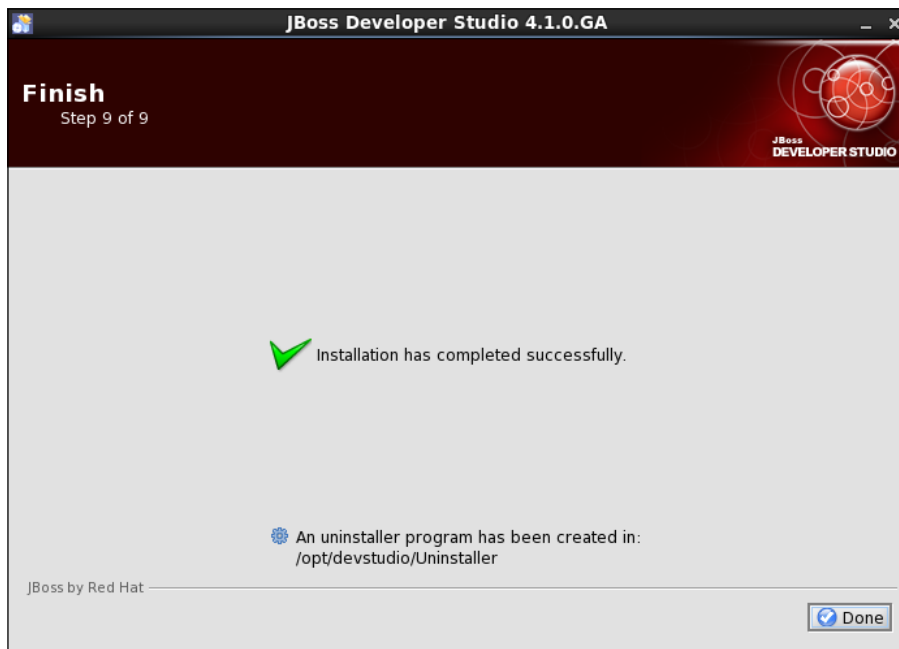 JBoss Developer Studio 4.1.0.GA
Finish
Step 9 of 9
JBoss
DEVELOPER STUDIO
Installation has completed successfully.
An uninstaller program has been created in:
/opt/devstudio/Uninstaller
JBoss by Red Hat
Done